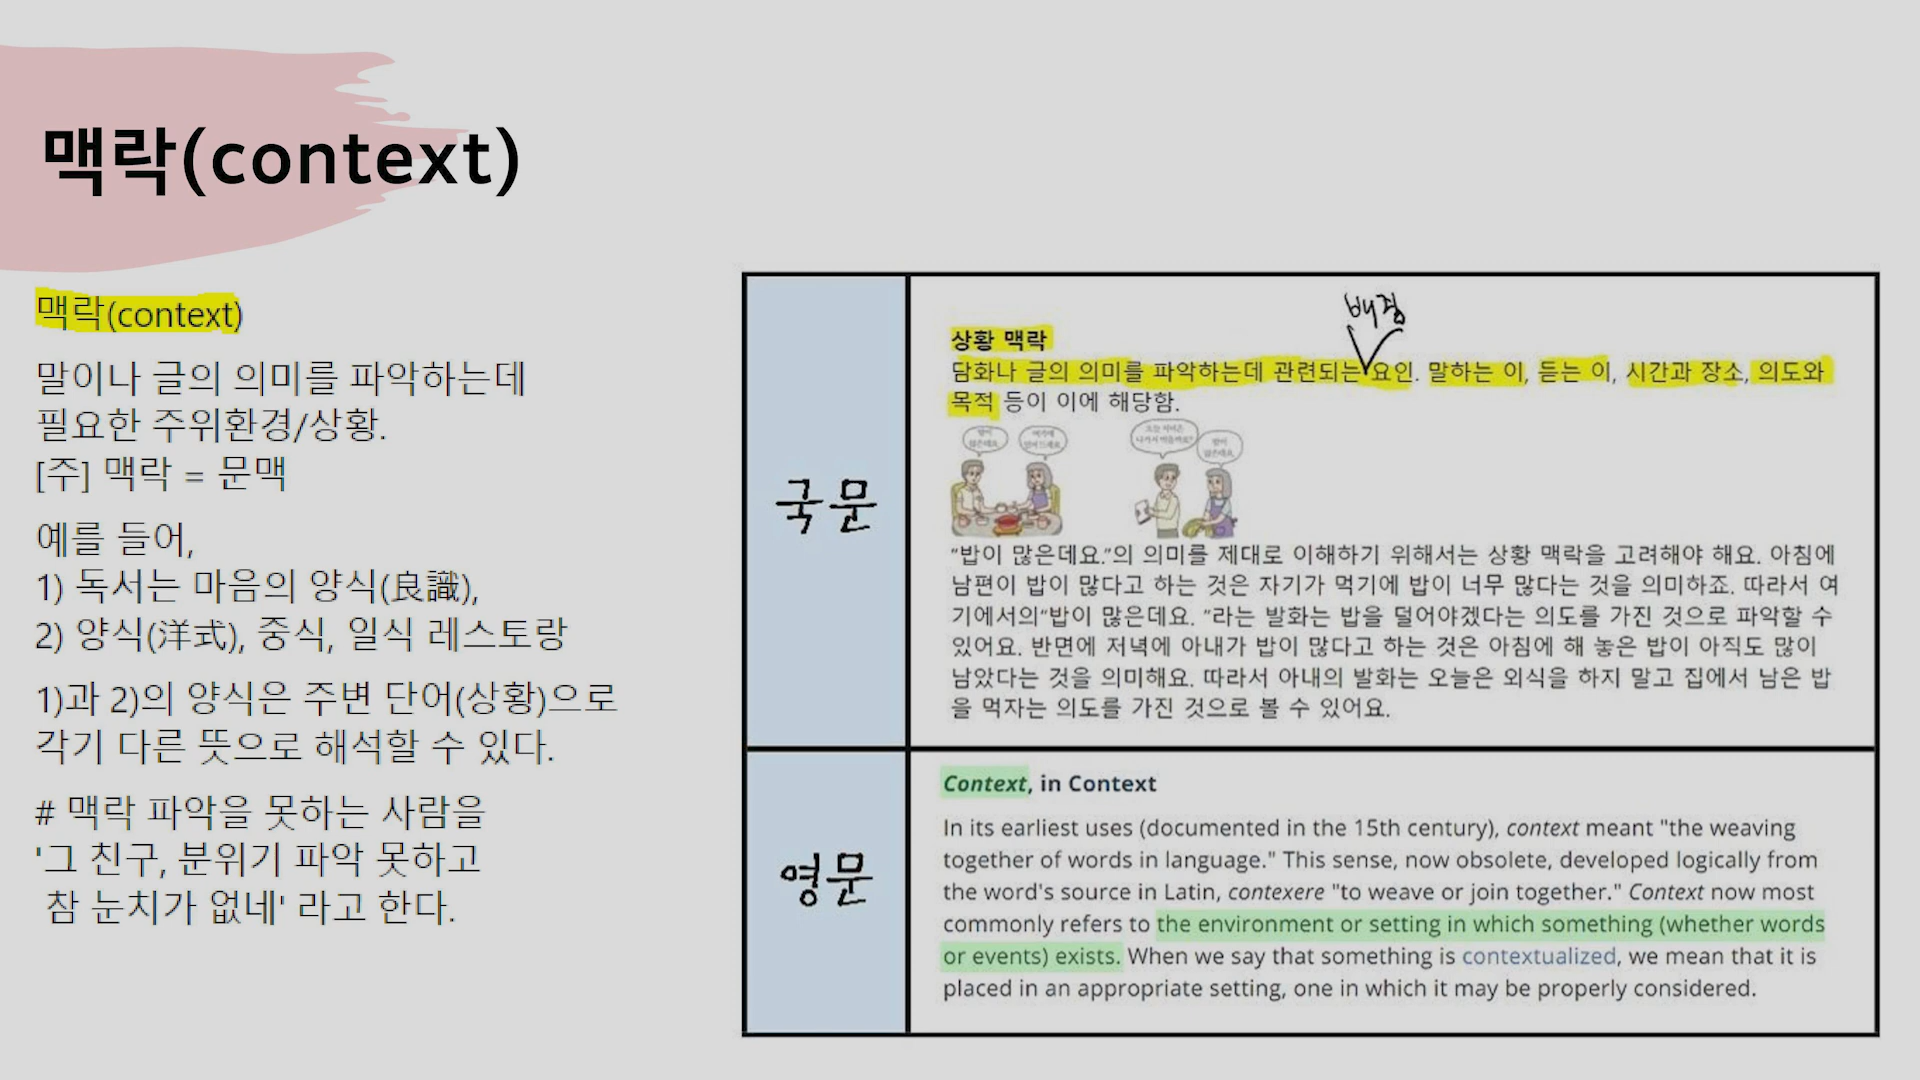 맥락(context)
맥락(context)
말이나 글의 의미를 파악하는데
필요한 주위환경/상황.
[주] 맥락 = 문맥
예를 들어,
1) 독서는 마음의 양식(良識),
2) 양식(洋式), 중식, 일식 레스토랑
1)과 2)의 양식은 주변 단어(상황)으로
각기 다른 뜻으로 해석할 수 있다.
# 맥락 파악을 못하는 사람을
'그 친구, 분위기 파악 못하고
참 눈치가 없네' 라고 한다.
국문
배경
상황 맥락
담화나 글의 의미를 파악하는데 관련되는 요인. 말하는 이, 듣는 이, 시간과 장소, 의도와
목적 등이 이에 해당함.
밥이
많은데요.
오늘 저녁은
밥이
많은데요.
"밥이 많은데요."의 의미를 제대로 이해하기 위해서는 상황 맥락을 고려해야 해요. 아침에
남편이 밥이 많다고 하는 것은 자기가 먹기에 밥이 너무 많다는 것을 의미하죠. 따라서 여
기에서의"밥이 많은데요. "라는 발화는 밥을 덜어야겠다는 의도를 가진 것으로 파악할 수
있어요. 반면에 저녁에 아내가 밥이 많다고 하는 것은 아침에 해 놓은 밥이 아직도 많이
남았다는 것을 의미해요. 따라서 아내의 발화는 오늘은 외식을 하지 말고 집에서 남은 밥
을 먹자는 의도를 가진 것으로 볼 수 있어요.
영문
Context, in Context
In its earliest uses (documented in the 15th century), context meant "the weaving
together of words in language." This sense, now obsolete, developed logically from
the word's source in Latin, contexere "to weave or join together." Context now most
commonly refers to the environment or setting in which something (whether words
or events) exists. When we say that something is contextualized, we mean that it is
placed in an appropriate setting, one in which it may be properly considered.